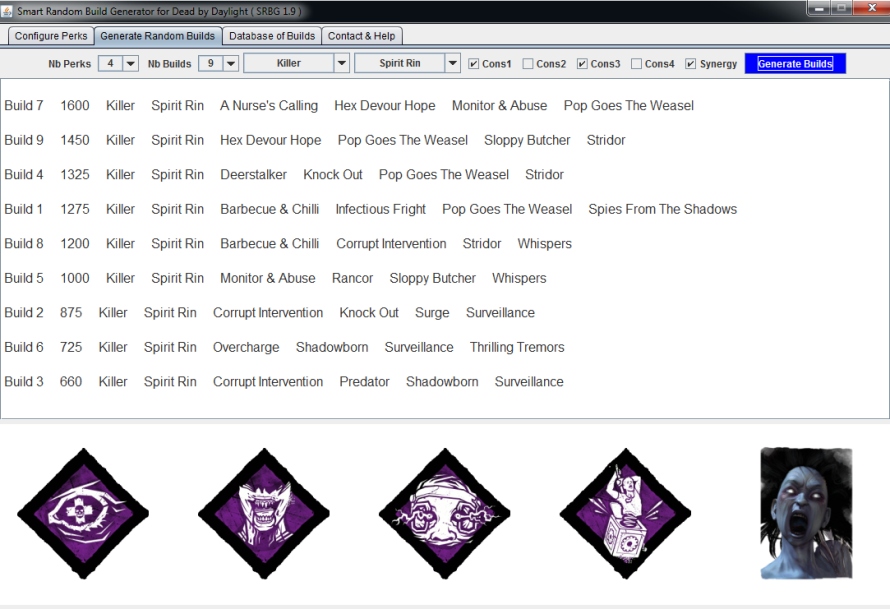 Smart Random Build Generator for Dead by Daylight ( SRBG 1.9 )
Configure Perks Generate Random Builds Database of Builds Contact & Help
Nb Perks 4 Nb Builds 9 Killer Spirit Rin Cons1 Cons2 Cons3 Cons4 Synergy Generate Builds
Build 7 1600 Killer Spirit Rin A Nurse's Calling Hex Devour Hope Monitor & Abuse Pop Goes The Weasel
Build 9 1450 Killer Spirit Rin Hex Devour Hope Pop Goes The Weasel Sloppy Butcher Stridor
Build 4 1325 Killer Spirit Rin Deerstalker Knock Out Pop Goes The Weasel Stridor
Build 1 1275 Killer Spirit Rin Barbecue & Chilli Infectious Fright Pop Goes The Weasel Spies From The Shadows
Build 8 1200 Killer Spirit Rin Barbecue & Chilli Corrupt Intervention Stridor Whispers
Build 5 1000 Killer Spirit Rin Monitor & Abuse Rancor Sloppy Butcher Whispers
Build 2 875 Killer Spirit Rin Corrupt Intervention Knock Out Surge Surveillance
Build 6 725 Killer Spirit Rin Overcharge Shadowborn Surveillance Thrilling Tremors
Build 3 660 Killer Spirit Rin Corrupt Intervention Predator Shadowborn Surveillance